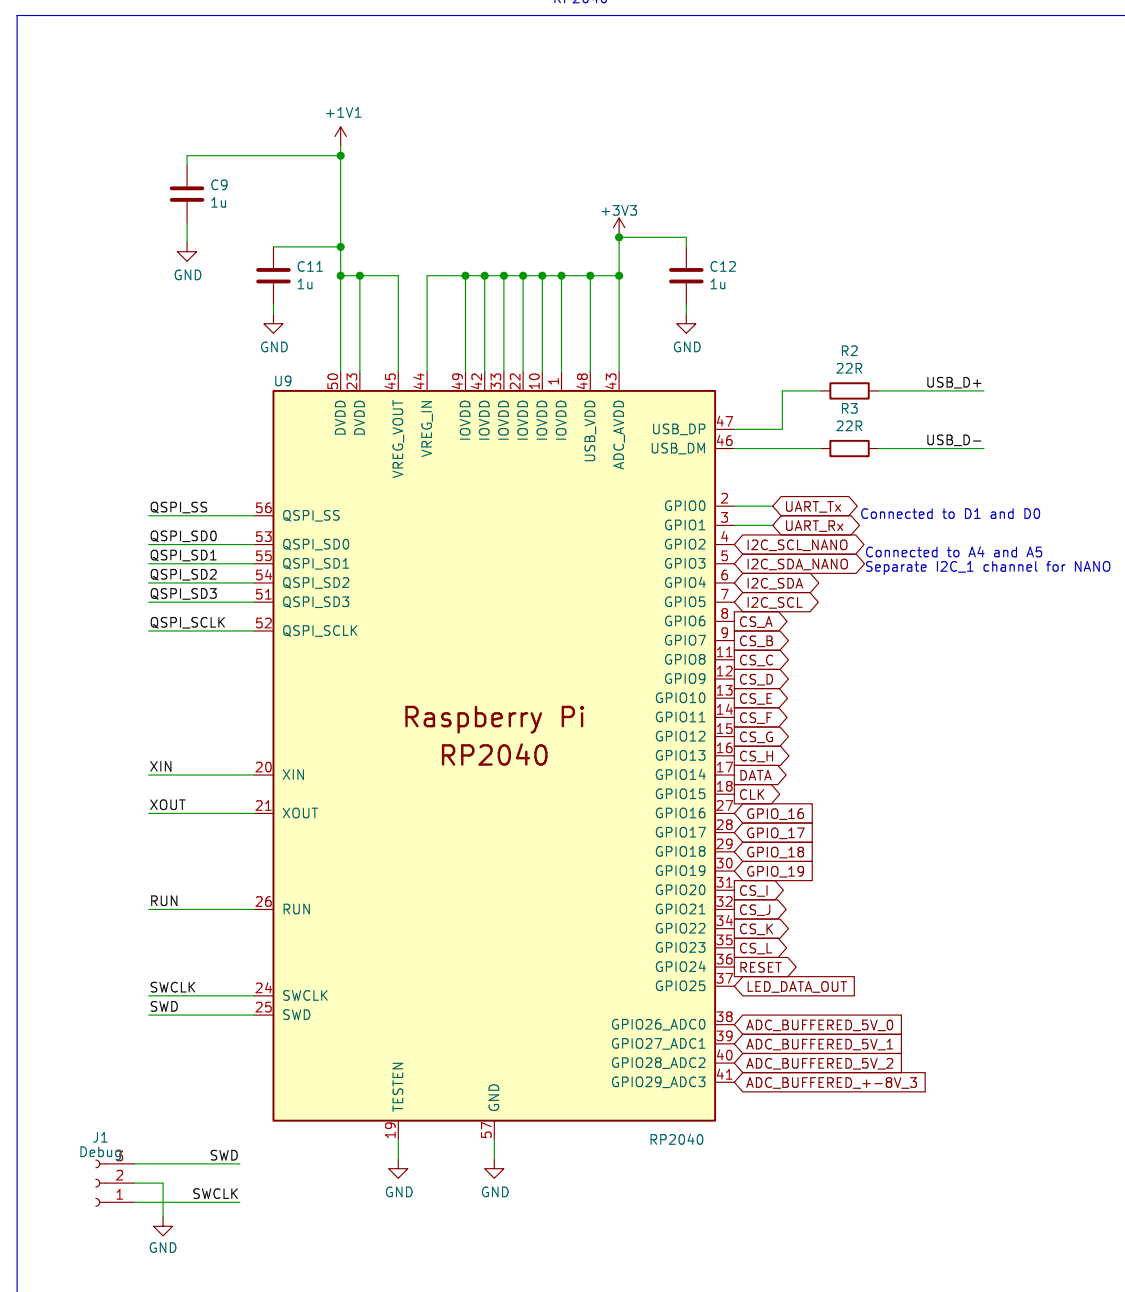 RP2040
+1V1
C9
1u
GND
+3V3
C11
1u
GND
C12
1u
GND
U9
50
23
45
44
49
42
33
22
10
1
48
43
DVDD
DVDD
VREG_VOUT
VREG_IN
IOVDD
IOVDD
IOVDD
IOVDD
IOVDD
IOVDD
USB_VDD
ADC_AVDD
R2
22R
USB_D+
R3
22R
USB_D-
USB_DP 47
USB_DM 46
QSPI_SS 56 QSPI_SS
QSPI_SD0 53 QSPI_SD0
QSPI_SD1 55 QSPI_SD1
QSPI_SD2 54 QSPI_SD2
QSPI_SD3 51 QSPI_SD3
QSPI_SCLK 52 QSPI_SCLK
GPIO0 2 UART_Tx
GPIO1 3 UART_Rx
Connected to D1 and D0
GPIO2 4 I2C_SCL_NANO
GPIO3 5 I2C_SDA_NANO
Connected to A4 and A5
Separate I2C_1 channel for NANO
GPIO4 6 I2C_SDA
GPIO5 7 I2C_SCL
GPIO6 8 CS_A
GPIO7 9 CS_B
GPIO8 11 CS_C
GPIO9 12 CS_D
GPIO10 13 CS_E
GPIO11 14 CS_F
GPIO12 15 CS_G
GPIO13 16 CS_H
GPIO14 17 DATA
GPIO15 18 CLK
GPIO16 27 GPIO_16
GPIO17 28 GPIO_17
GPIO18 29 GPIO_18
GPIO19 30 GPIO_19
GPIO20 31 CS_I
GPIO21 32 CS_J
GPIO22 34 CS_K
GPIO23 35 CS_L
GPIO24 36 RESET
GPIO25 37 LED_DATA_OUT
GPIO26_ADC0 38 ADC_BUFFERED_5V_0
GPIO27_ADC1 39 ADC_BUFFERED_5V_1
GPIO28_ADC2 40 ADC_BUFFERED_5V_2
GPIO29_ADC3 41 ADC_BUFFERED_+-8V_3
Raspberry Pi
RP2040
XIN 20 XIN
XOUT 21 XOUT
RUN 26 RUN
SWCLK 24 SWCLK
SWD 25 SWD
TESTEN
GND
19
57
RP2040
GND
GND
J1
Debug
3 SWD
2
1 SWCLK
GND